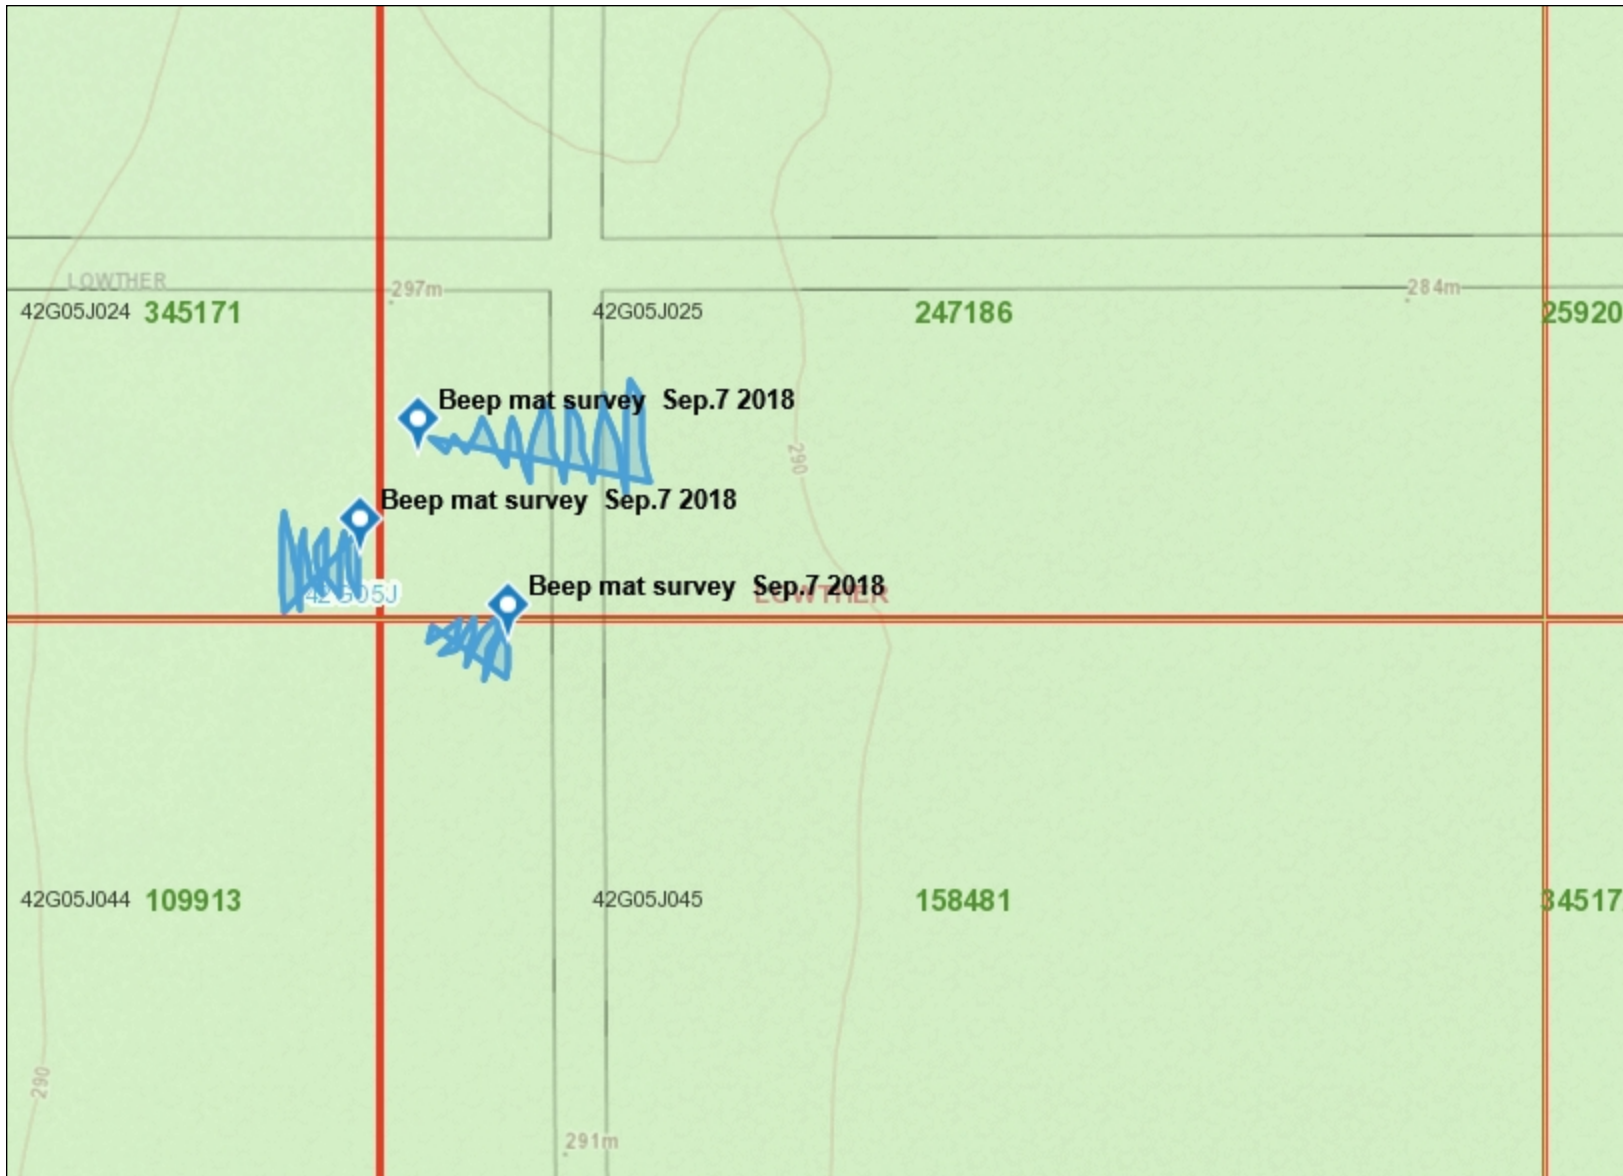 LOWTHER
297m
284m
42G05J024 345171
42G05J025 247186
25920
Beep mat survey Sep.7 2018
290
Beep mat survey Sep.7 2018
Beep mat survey Sep.7 2018
42G05J
LOWTHER
42G05J044 109913
42G05J045 158481
34517
290
291m